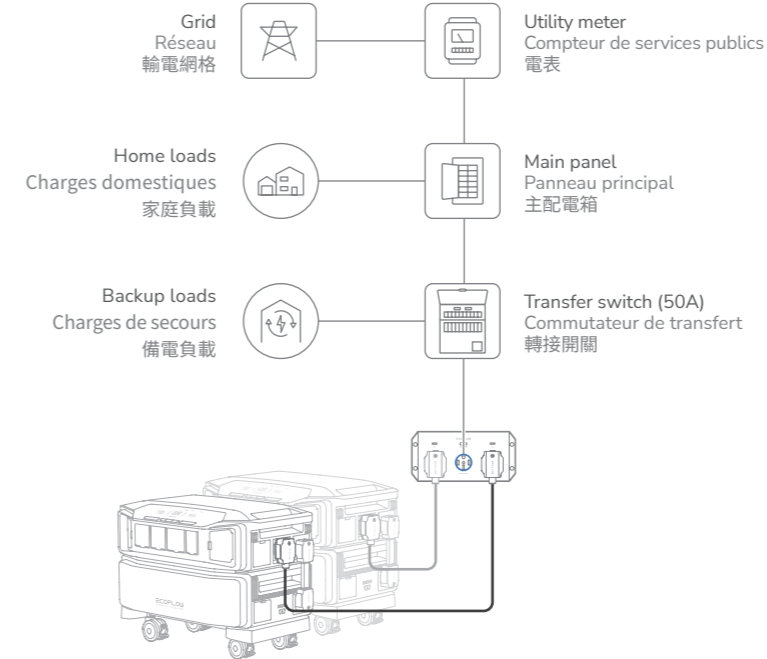 Grid
Réseau
輸電網格
Utility meter
Compteur de services publics
電表
Home loads
Charges domestiques
家庭負載
Main panel
Panneau principal
主配電箱
Backup loads
Charges de secours
備電負載
Transfer switch (50A)
Commutateur de transfert
轉接開關
ECOFLOW